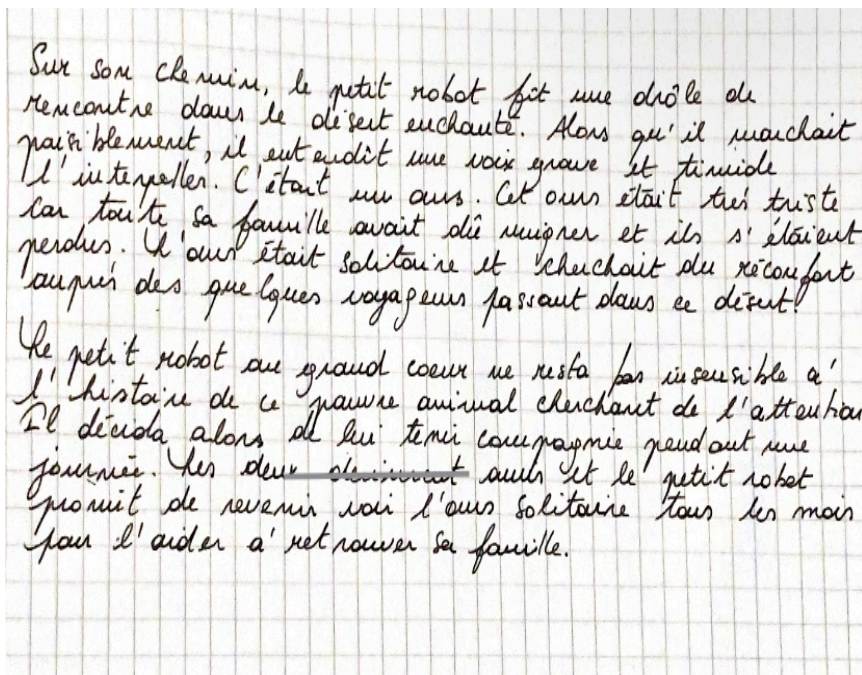 Sur son chemin, le petit robot fit une drôle de
rencontre dans le désert enchanté. Alors qu'il marchait
paisiblement, il entendit une voix grave et timide
l'interpeller. C'était un ours. Cet ours était très triste
car toute sa famille avait dû migrer et ils s'étaient
perdus. L'ours était solitaire et cherchait du réconfort
auprès des quelques voyageurs passant dans ce désert.
Le petit robot au grand coeur ne resta pas insensible à
l'histoire de ce pauvre animal cherchant de l'attention
Il décida alors de lui tenir compagnie pendant une
journée. Les deux amis et le petit robot
promit de revenir voir l'ours solitaire tous les mois
pour l'aider à retrouver sa famille.